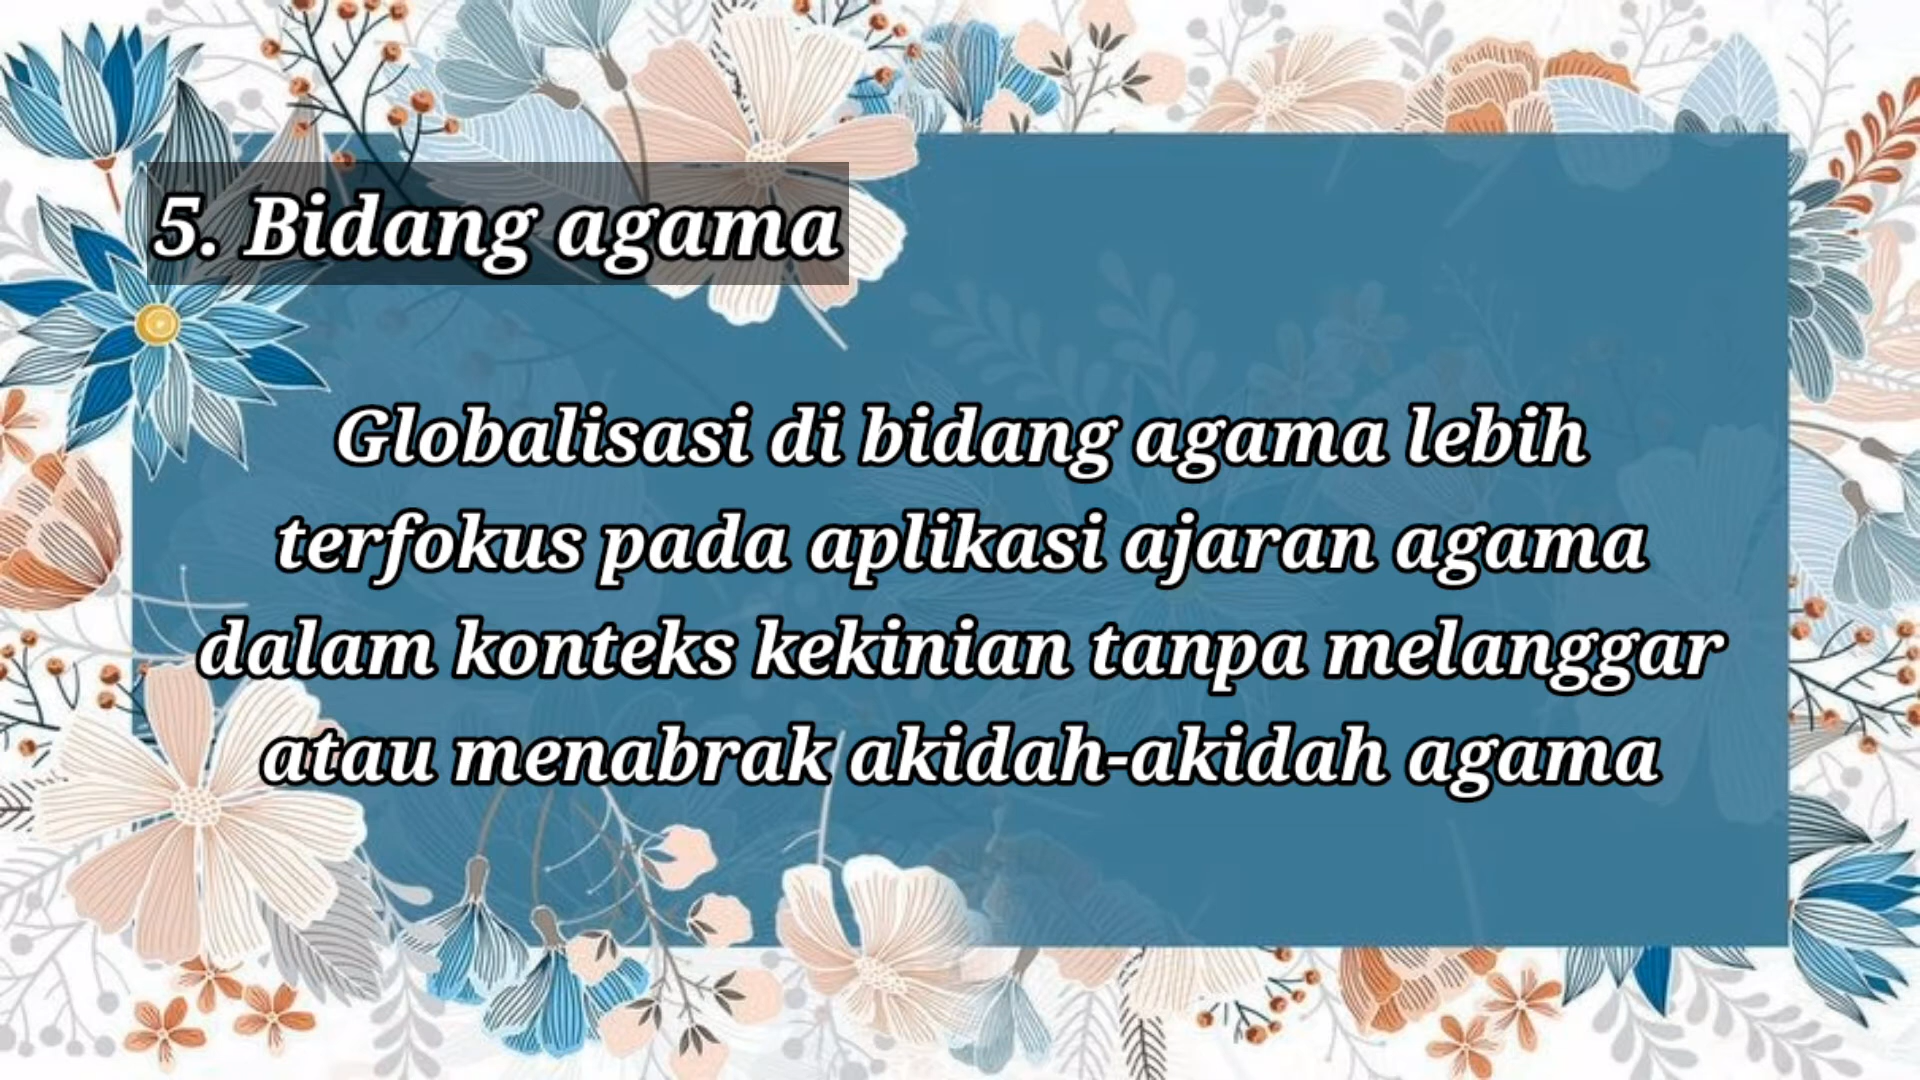 5. Bidang agama
Globalisasi di bidang agama lebih
terfokus pada aplikasi ajaran agama
dalam konteks kekinian tanpa melanggar
atau menabrak akidah-akidah agama